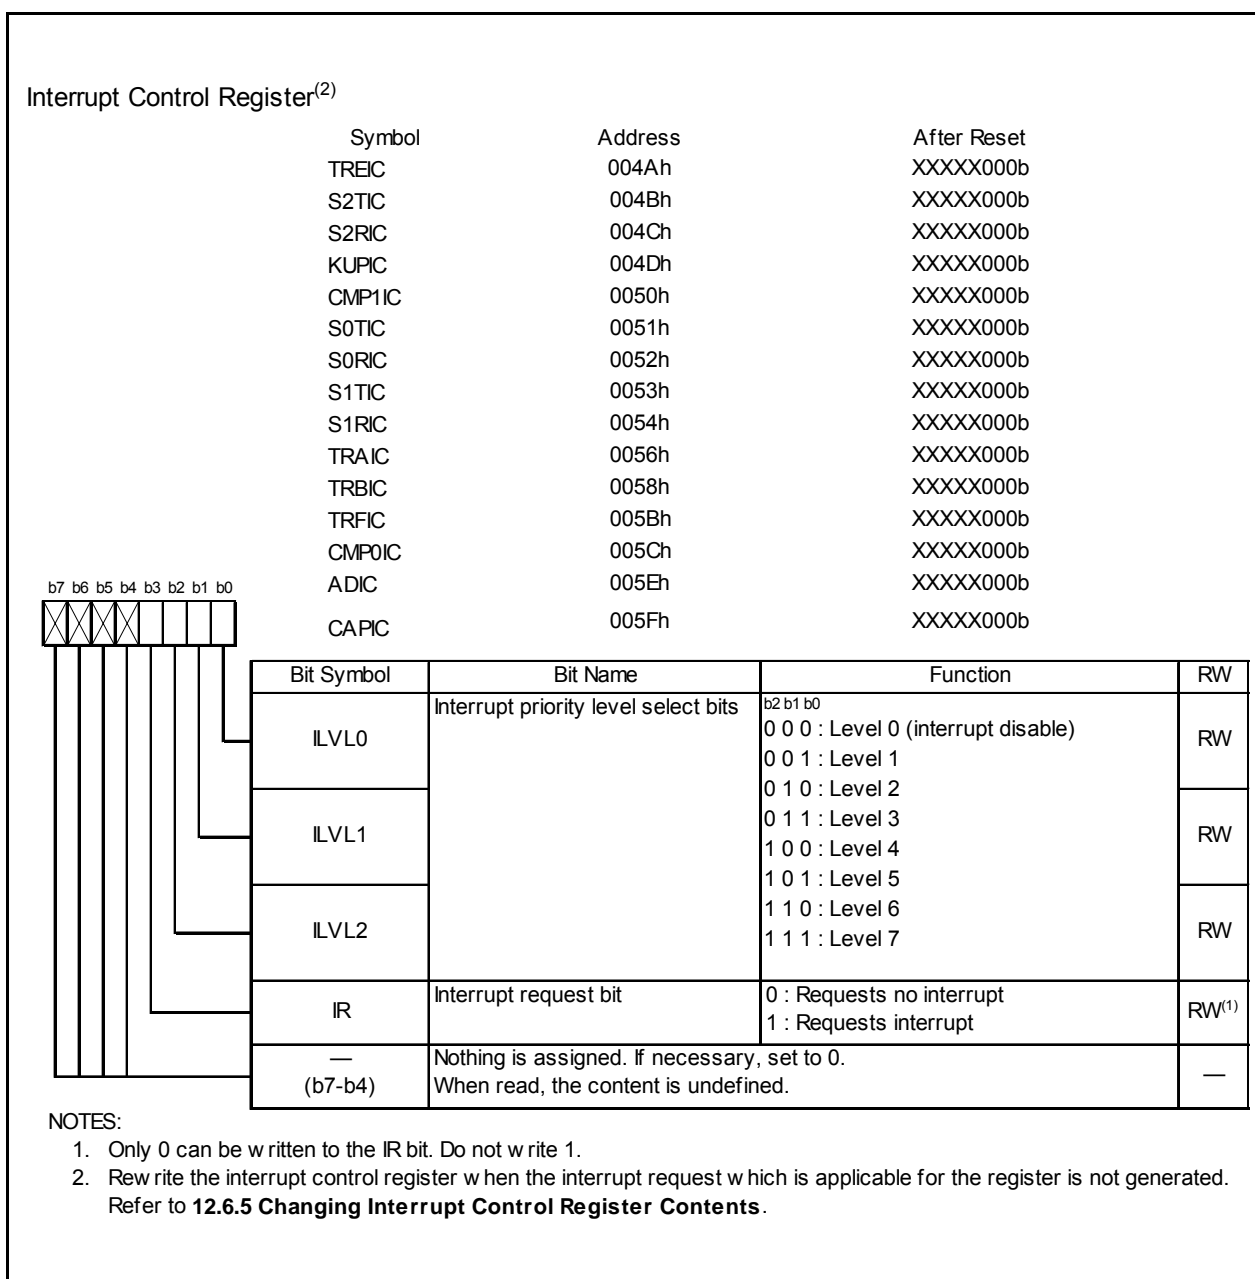 Interrupt Control Register(2)
Symbol Address After Reset
TREIC 004Ah XXXXX000b
S2TIC 004Bh XXXXX000b
S2RIC 004Ch XXXXX000b
KUPIC 004Dh XXXXX000b
CMP1IC 0050h XXXXX000b
S0TIC 0051h XXXXX000b
S0RIC 0052h XXXXX000b
S1TIC 0053h XXXXX000b
S1RIC 0054h XXXXX000b
TRAIC 0056h XXXXX000b
TRBIC 0058h XXXXX000b
TRFIC 005Bh XXXXX000b
CMP0IC 005Ch XXXXX000b
ADIC 005Eh XXXXX000b
b7 b6 b5 b4 b3 b2 b1 b0
CAPIC 005Fh XXXXX000b
Bit Symbol Bit Name Function RW
Interrupt priority level select bits b2 b1 b0
ILVL0 0 0 0 : Level 0 (interrupt disable) RW
0 0 1 : Level 1
0 1 0 : Level 2
ILVL1 0 1 1 : Level 3 RW
1 0 0 : Level 4
1 0 1 : Level 5
1 1 0 : Level 6
ILVL2 1 1 1 : Level 7 RW
IR Interrupt request bit 0 : Requests no interrupt RW(1)
1 : Requests interrupt
— Nothing is assigned. If necessary, set to 0. —
(b7-b4) When read, the content is undefined.
NOTES:
1. Only 0 can be written to the IR bit. Do not write 1.
2. Rewrite the interrupt control register when the interrupt request which is applicable for the register is not generated.
Refer to 12.6.5 Changing Interrupt Control Register Contents.